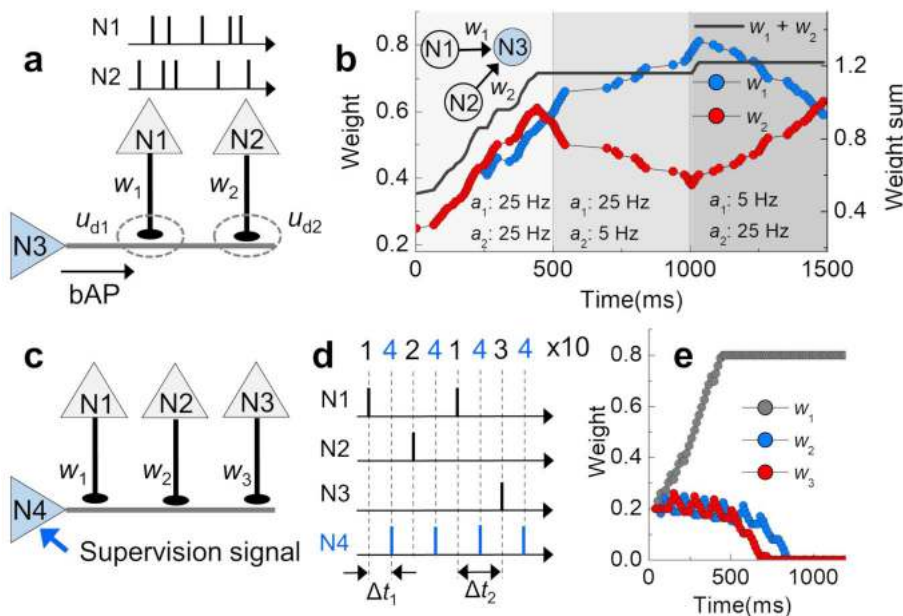 a
N1
N2
N1
N2
w1
w2
ud1
ud2
N3
bAP
b
Weight
0.8
0.6
0.4
0.2
N1
w1
N3
N2
w2
w1 + w2
w1
w2
1.2
0.8
0.4
Weight sum
a1: 25 Hz
a2: 25 Hz
a1: 25 Hz
a2: 5 Hz
a1: 5 Hz
a2: 25 Hz
0 500 1000 1500
Time(ms)
c
N1 N2 N3
w1 w2 w3
N4
Supervision signal
d
1 4 2 4 1 4 3 4 x10
N1
N2
N3
N4
Δt1
Δt2
e
Weight
0.8
0.4
0.2
0.0
w1
w2
w3
0 500 1000
Time (ms)